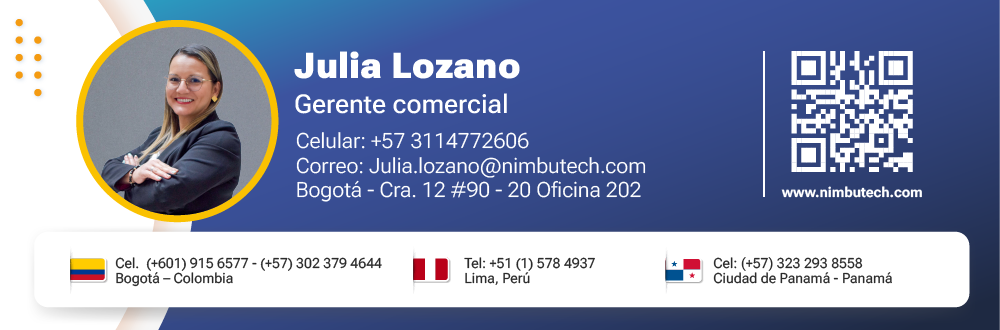 Julia Lozano
Gerente comercial
Celular: +57 3114772606
Correo: Julia.lozano@nimbutech.com
Bogotá - Cra. 12 #90 - 20 Oficina 202
www.nimbutech.com
Cel. (+601) 915 6577 - (+57) 302 379 4644
Bogotá – Colombia
Tel: +51 (1) 578 4937
Lima, Perú
Cel: (+57) 323 293 8558
Ciudad de Panamá - Panamá